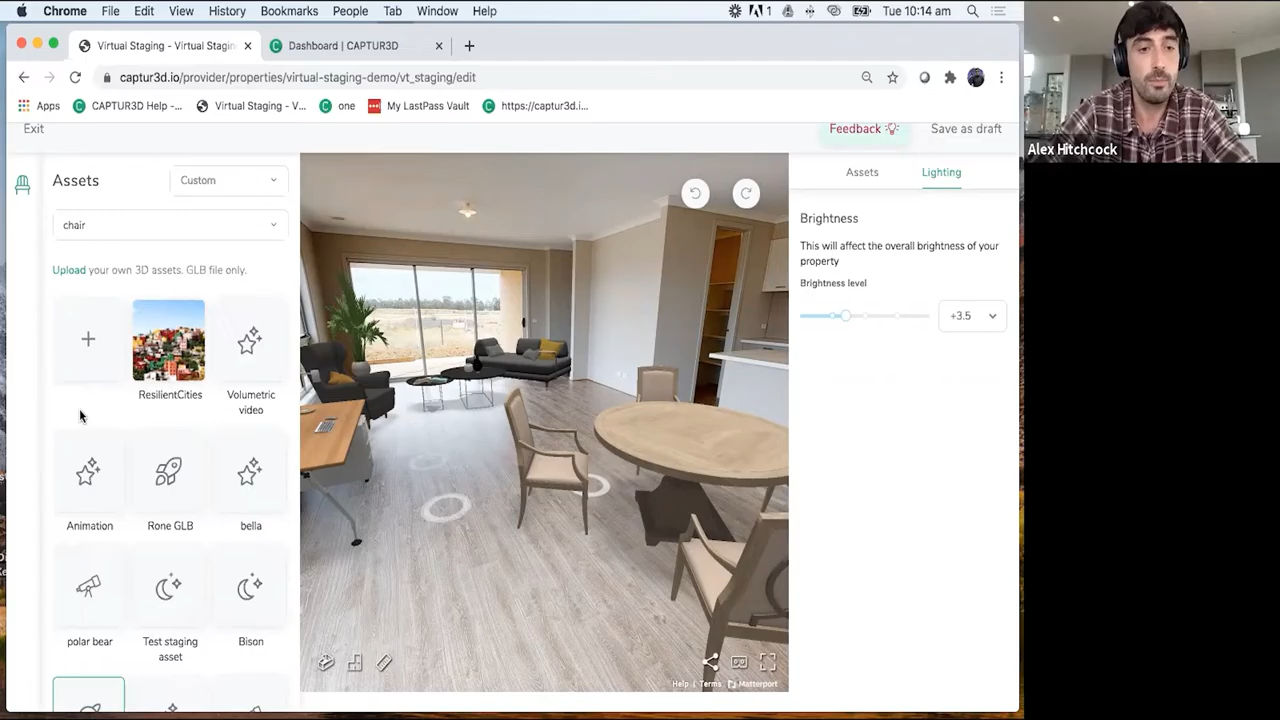 Chrome File Edit View History Bookmarks People Tab Window Help 1 Tue 10:14 am
Virtual Staging - Virtual Stagin Dashboard | CAPTUR3D
captur3d.io/provider/properties/virtual-staging-demo/vt_staging/edit
Apps CAPTUR3D Help -... Virtual Staging - V... one My LastPass Vault https://captur3d.i...
Exit Feedback Save as draft
Alex Hitchcock
Assets Custom
chair
Upload your own 3D assets. GLB file only.
ResilientCities Volumetric
video
Animation Rone GLB bella
polar bear Test staging
asset Bison
Help | Terms | Matterport
Assets Lighting
Brightness
This will affect the overall brightness of your
property
Brightness level
+3.5